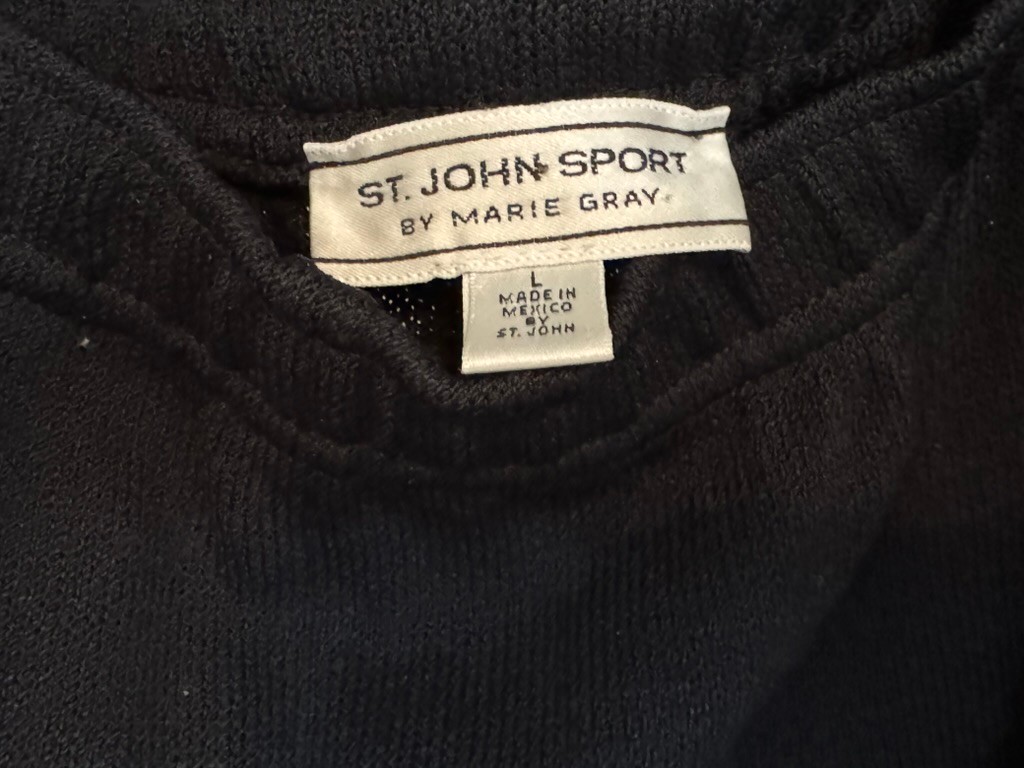 ST. JOHN SPORT
BY MARIE GRAY
L
MADE IN
MEXICO
BY
ST. JOHN